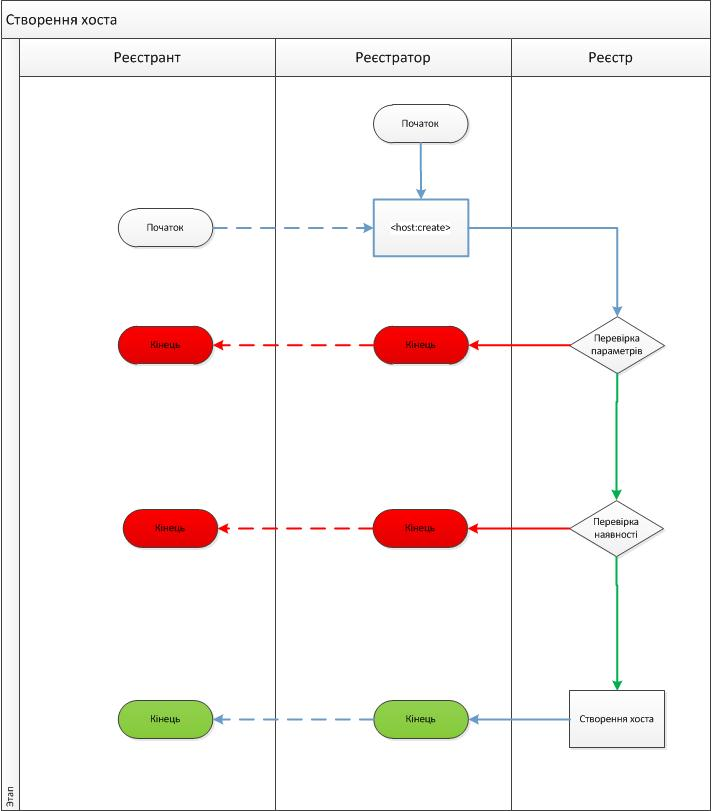 Створення хоста
Реєстрант
Реєстратор
Реєстр
Початок
Початок
<host:create>
Кінець
Кінець
Перевірка
параметрів
Кінець
Кінець
Перевірка
наявності
Кінець
Кінець
Створення хоста
Этап